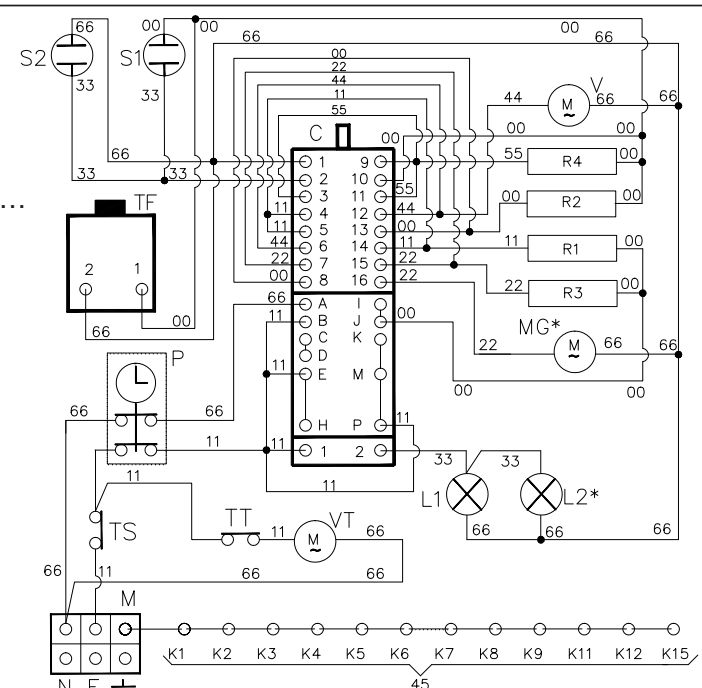 66
00
00
00
S2
S1
66
66
00
22
44
11
55
33
33
C
00
00
00
44
M
~
V
66
66
33
33
1
2
3
4
5
6
7
8
9
10
11
12
13
14
15
16
11
11
44
22
00
55
44
00
11
22
22
55
R4
00
00
R2
00
11
R1
00
22
R3
00
...
TF
2
1
00
66
66
A
I
11
B
J
00
C
K
D
11
E
M
H
P
11
MG*
22
M
~
66
66
00
00
P
66
66
11
11
1
2
33
33
11
L1
L2*
66
66
66
11
TS
TT
11
M
~
VT
66
66
11
66
66
M
N
F
K1
K2
K3
K4
K5
K6
K7
K8
K9
K11
K12
K15
45